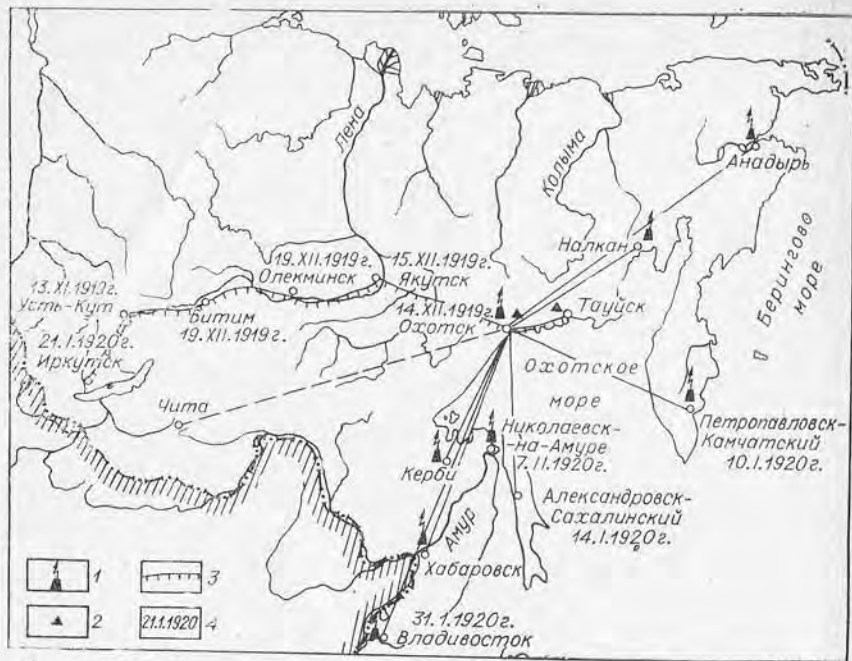 Лена
Колыма
Анадырь
Берингово
море
Налкан
19.XII.1919г.
Олекминск
15.XII.1919г.
Якутск
13.XI.1919г.
Усть-Кут
Битим
19.XII.1919г.
14.XII.1919г.
Охотск
Тауйск
21.I.1920г.
Иркутск
Чита
Охотское
море
Николаевск-
-на-Амуре
7.II.1920г.
Петропавловск-
Камчатский
10.I.1920г.
Керби
Александровск-
Сахалинский
14.I.1920г.
Амур
Хабаровск
31.I.1920г.
Владивосток
1
2
3
21.1.1920
4